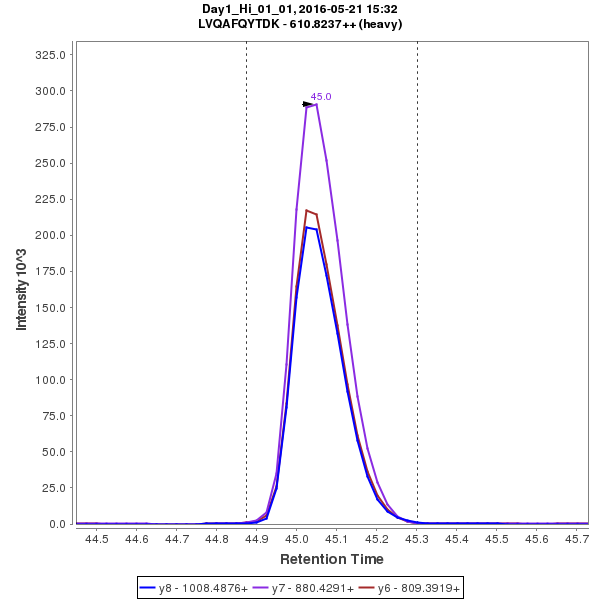 Day1_Hi_01_01, 2016-05-21 15:32
LVQAFQYTDK - 610.8237++ (heavy)
325.0
300.0
275.0
250.0
225.0
200.0
175.0
150.0
125.0
100.0
75.0
50.0
25.0
0.0
Intensity 10^3
45.0
44.5 44.6 44.7 44.8 44.9 45.0 45.1 45.2 45.3 45.4 45.5 45.6 45.7
Retention Time
y8 - 1008.4876+ y7 - 880.4291+ y6 - 809.3919+